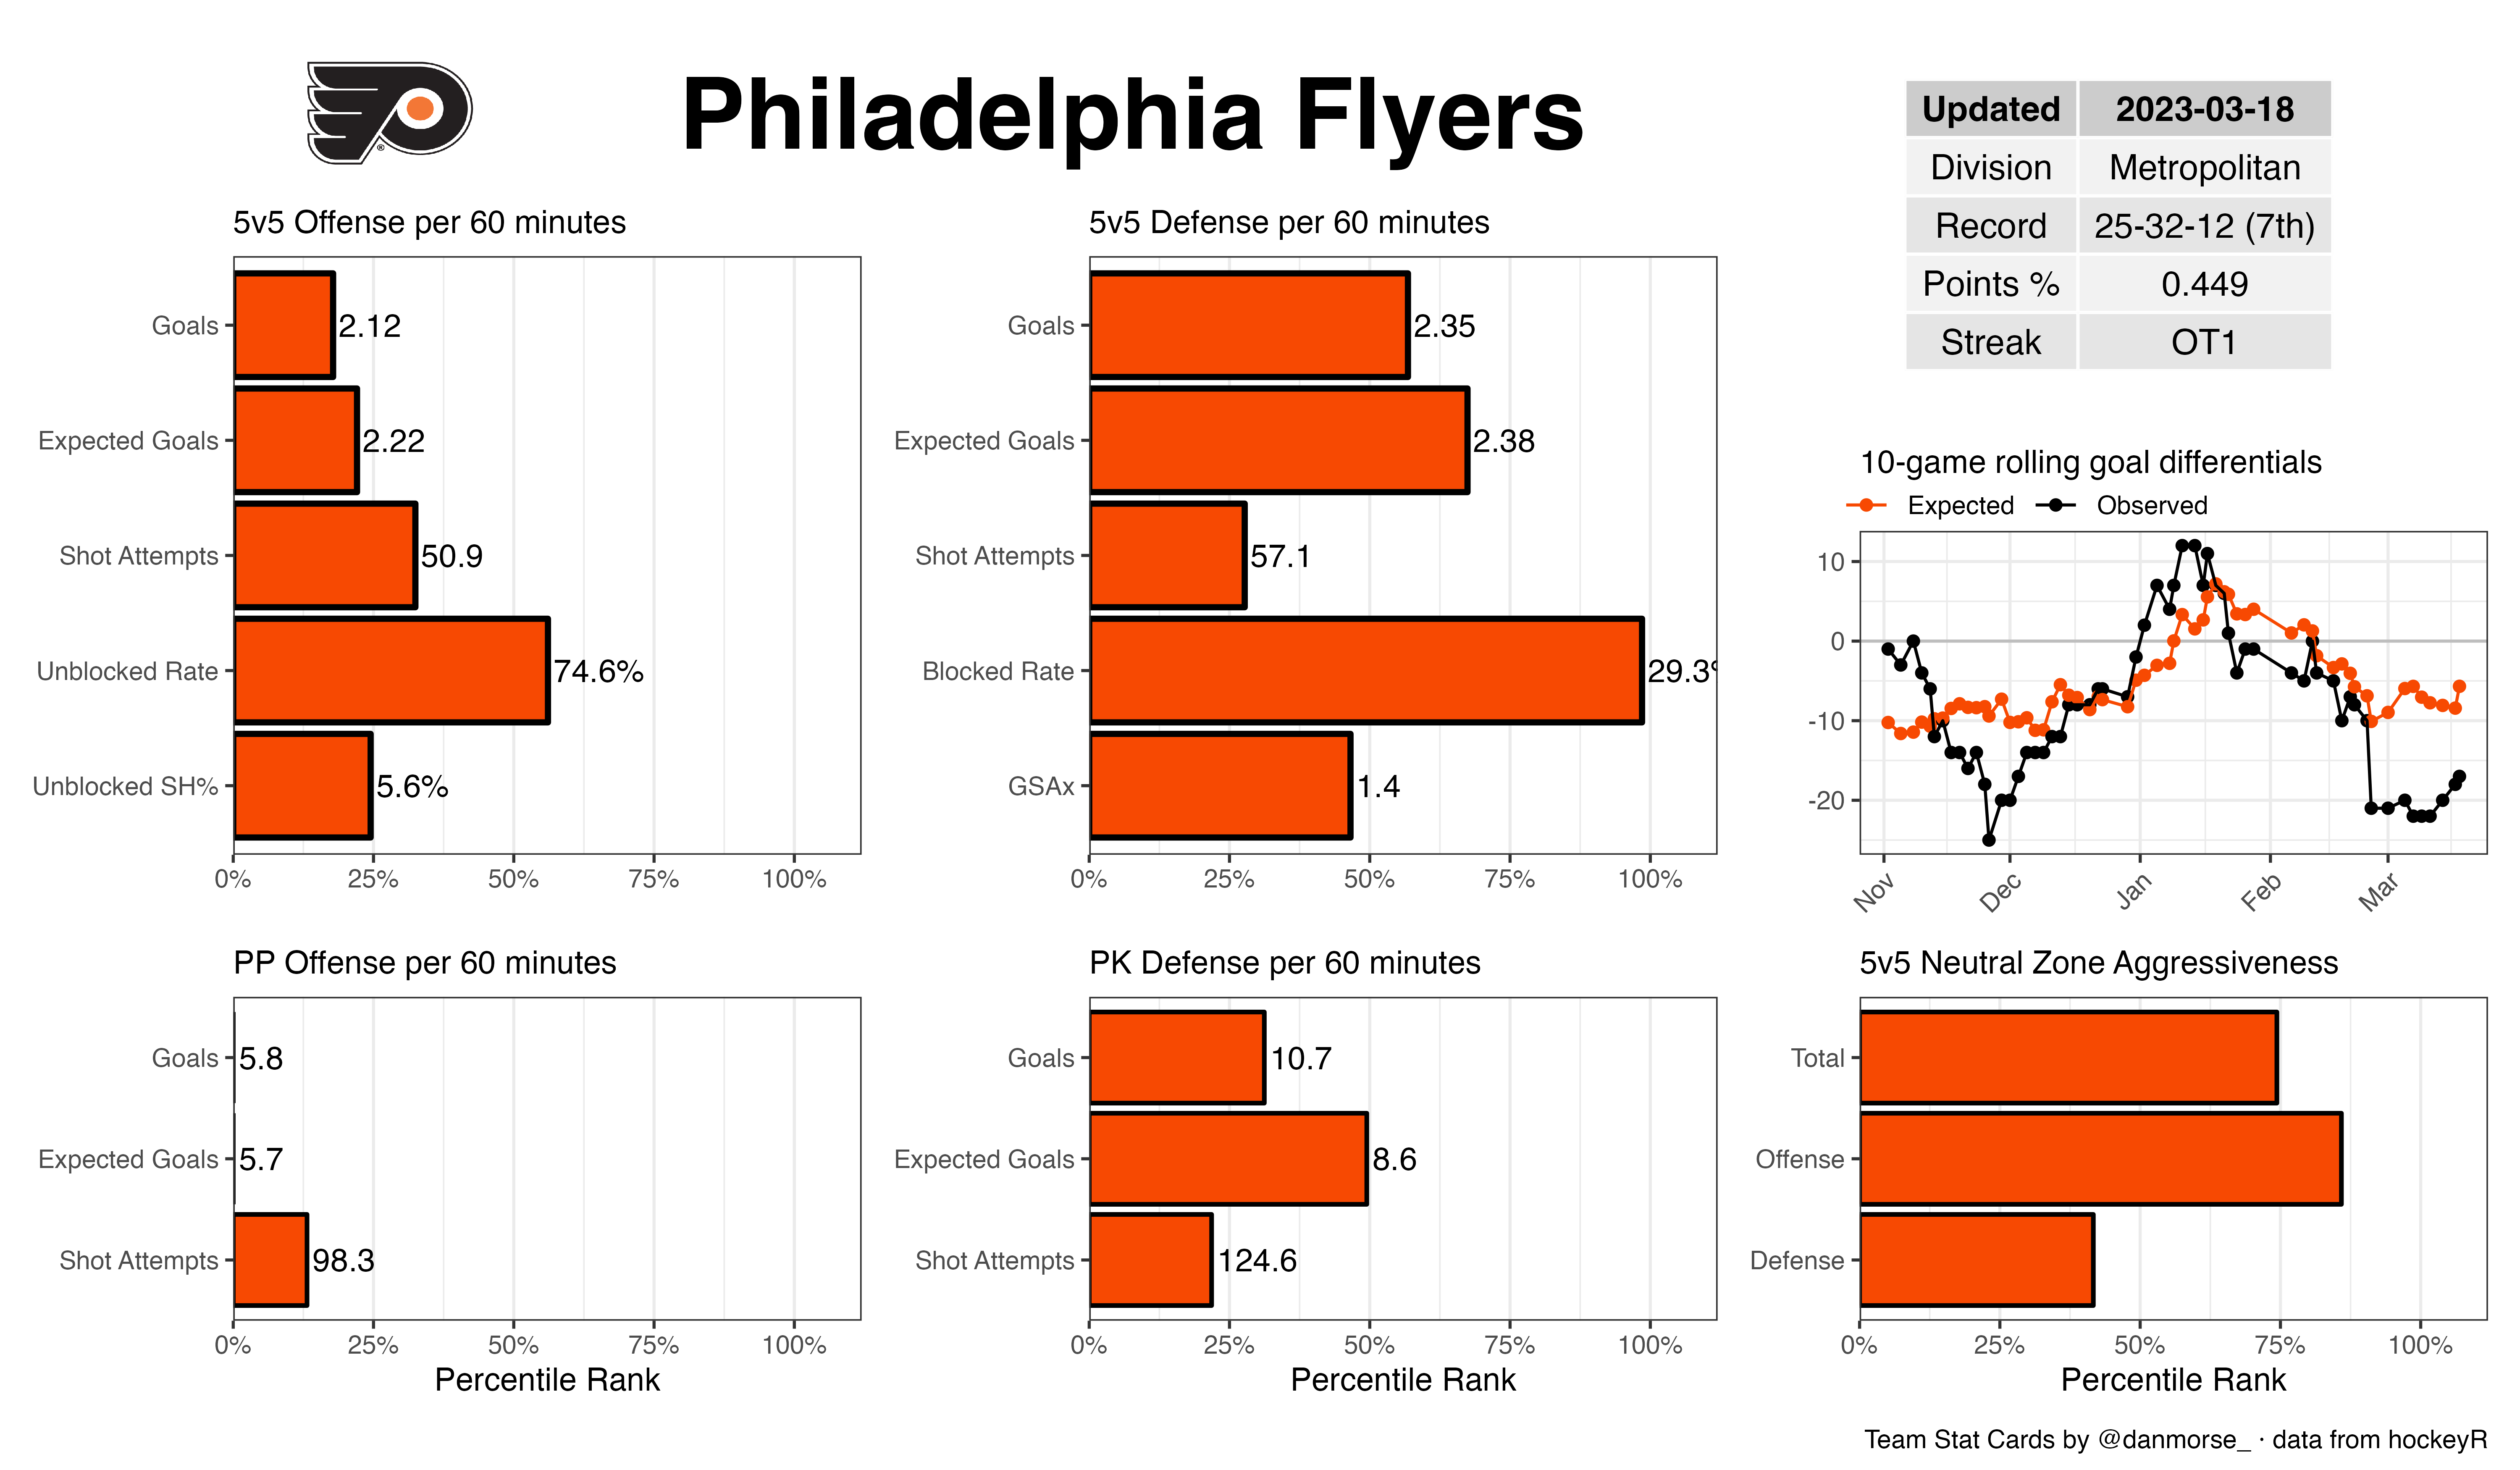 Philadelphia Flyers
Updated 2023-03-18
Division Metropolitan
Record 25-32-12 (7th)
Points % 0.449
Streak OT1
5v5 Offense per 60 minutes
Goals 2.12
Expected Goals 2.22
Shot Attempts 50.9
Unblocked Rate 74.6%
Unblocked SH% 5.6%
0% 25% 50% 75% 100%
5v5 Defense per 60 minutes
Goals 2.35
Expected Goals 2.38
Shot Attempts 57.1
Blocked Rate 29.3%
GSAx 1.4
0% 25% 50% 75% 100%
10-game rolling goal differentials
Expected Observed
10
0
-10
-20
Nov Dec Jan Feb Mar
PP Offense per 60 minutes
Goals 5.8
Expected Goals 5.7
Shot Attempts 98.3
0% 25% 50% 75% 100%
Percentile Rank
PK Defense per 60 minutes
Goals 10.7
Expected Goals 8.6
Shot Attempts 124.6
0% 25% 50% 75% 100%
Percentile Rank
5v5 Neutral Zone Aggressiveness
Total
Offense
Defense
0% 25% 50% 75% 100%
Percentile Rank
Team Stat Cards by @danmorse_ · data from hockeyR